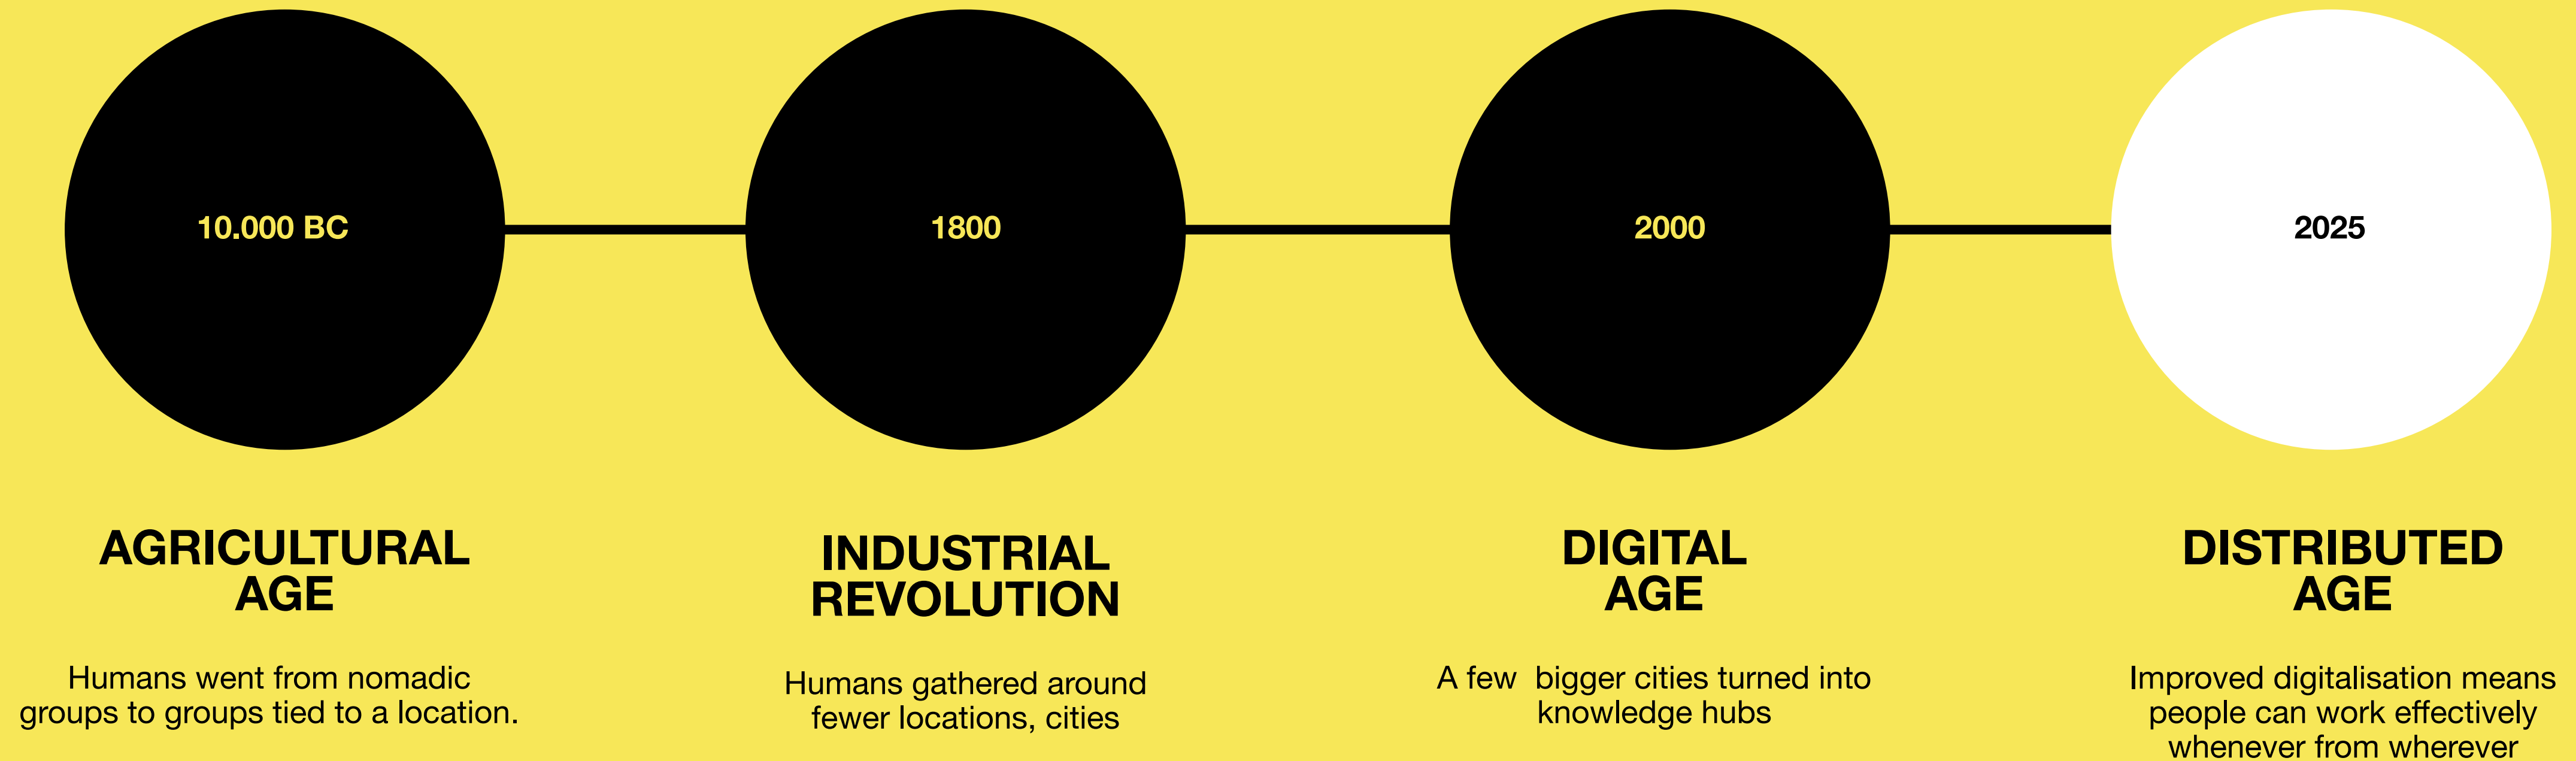 10.000 BC
1800
2000
2025
AGRICULTURAL
AGE
Humans went from nomadic
groups to groups tied to a location.
INDUSTRIAL
REVOLUTION
Humans gathered around
fewer locations, cities
DIGITAL
AGE
A few  bigger cities turned into
knowledge hubs
DISTRIBUTED
AGE
Improved digitalisation means
people can work effectively
whenever from wherever